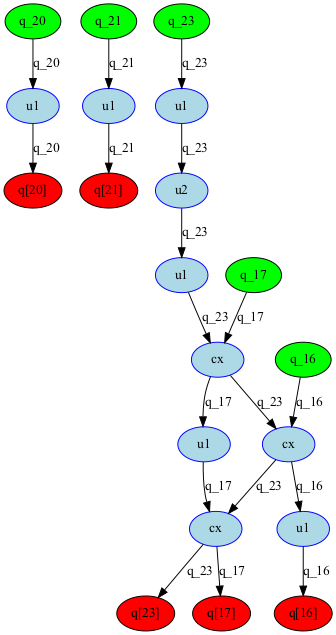 q_20 q_21 q_23
q_20 q_21 q_23
u1 u1 u1
q_20 q_21 q_23
q[20] q[21] u2
q_23
u1 q_17
q_23 q_17
cx q_16
q_17 q_23 q_16
u1 cx
q_17 q_23 q_16
cx u1
q_23 q_17 q_16
q[23] q[17] q[16]